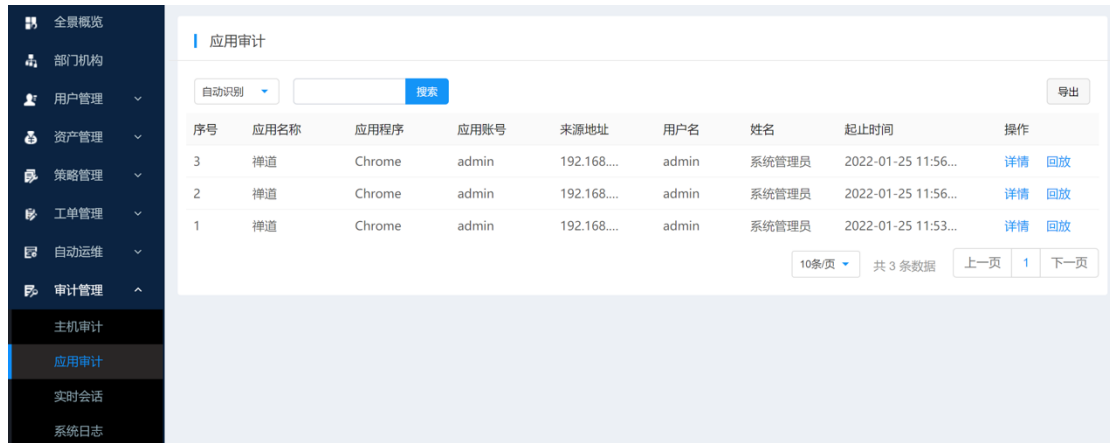 全景概览
部门机构
用户管理
资产管理
策略管理
工单管理
自动运维
审计管理
主机审计
应用审计
实时会话
系统日志
应用审计
自动识别 搜索 导出
序号 应用名称 应用程序 应用账号 来源地址 用户名 姓名 起止时间 操作
3 禅道 Chrome admin 192.168.... admin 系统管理员 2022-01-25 11:56... 详情 回放
2 禅道 Chrome admin 192.168.... admin 系统管理员 2022-01-25 11:56... 详情 回放
1 禅道 Chrome admin 192.168.... admin 系统管理员 2022-01-25 11:53... 详情 回放
10条/页 共 3 条数据 上一页 1 下一页